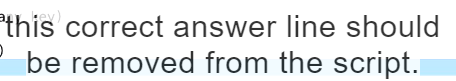 this correct answer line should
be removed from the script.